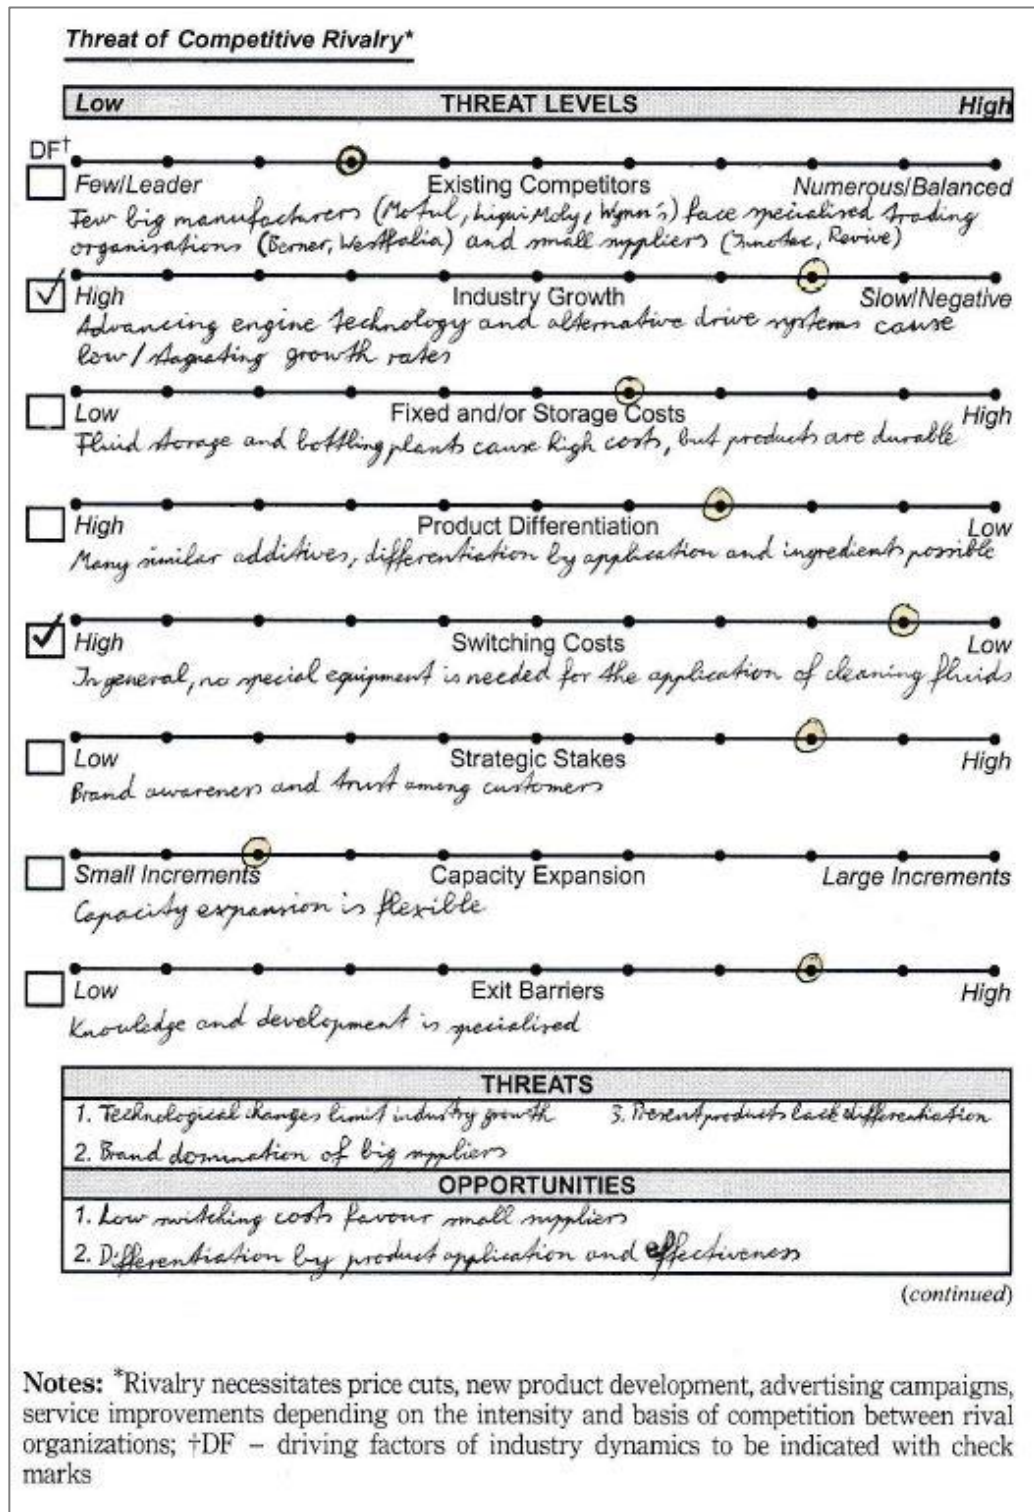 Threat of Competitive Rivalry*
Low THREAT LEVELS High
DF†
Few/Leader Existing Competitors Numerous/Balanced
Few big manufacturers (Motul, Liqui Moly, Wynn's) face specialised trading
organisations (Berner, Westfalia) and small suppliers (Innotec, Revive)
High Industry Growth Slow/Negative
Advancing engine technology and alternative drive systems cause
low/stagnating growth rates
Low Fixed and/or Storage Costs High
Fluid storage and bottling plants cause high costs, but products are durable
High Product Differentiation Low
Many similar additives, differentiation by application and ingredients possible
High Switching Costs Low
In general, no special equipment is needed for the application of cleaning fluids
Low Strategic Stakes High
Brand awareness and trust among customers
Small Increments Capacity Expansion Large Increments
Capacity expansion is flexible
Low Exit Barriers High
Knowledge and development is specialised
THREATS
1. Technological changes limit industry growth 3. Present products lack differentiation
2. Brand domination of big suppliers
OPPORTUNITIES
1. Low switching costs favour small suppliers
2. Differentiation by product application and effectiveness
(continued)
Notes: *Rivalry necessitates price cuts, new product development, advertising campaigns,
service improvements depending on the intensity and basis of competition between rival
organizations; †DF – driving factors of industry dynamics to be indicated with check
marks